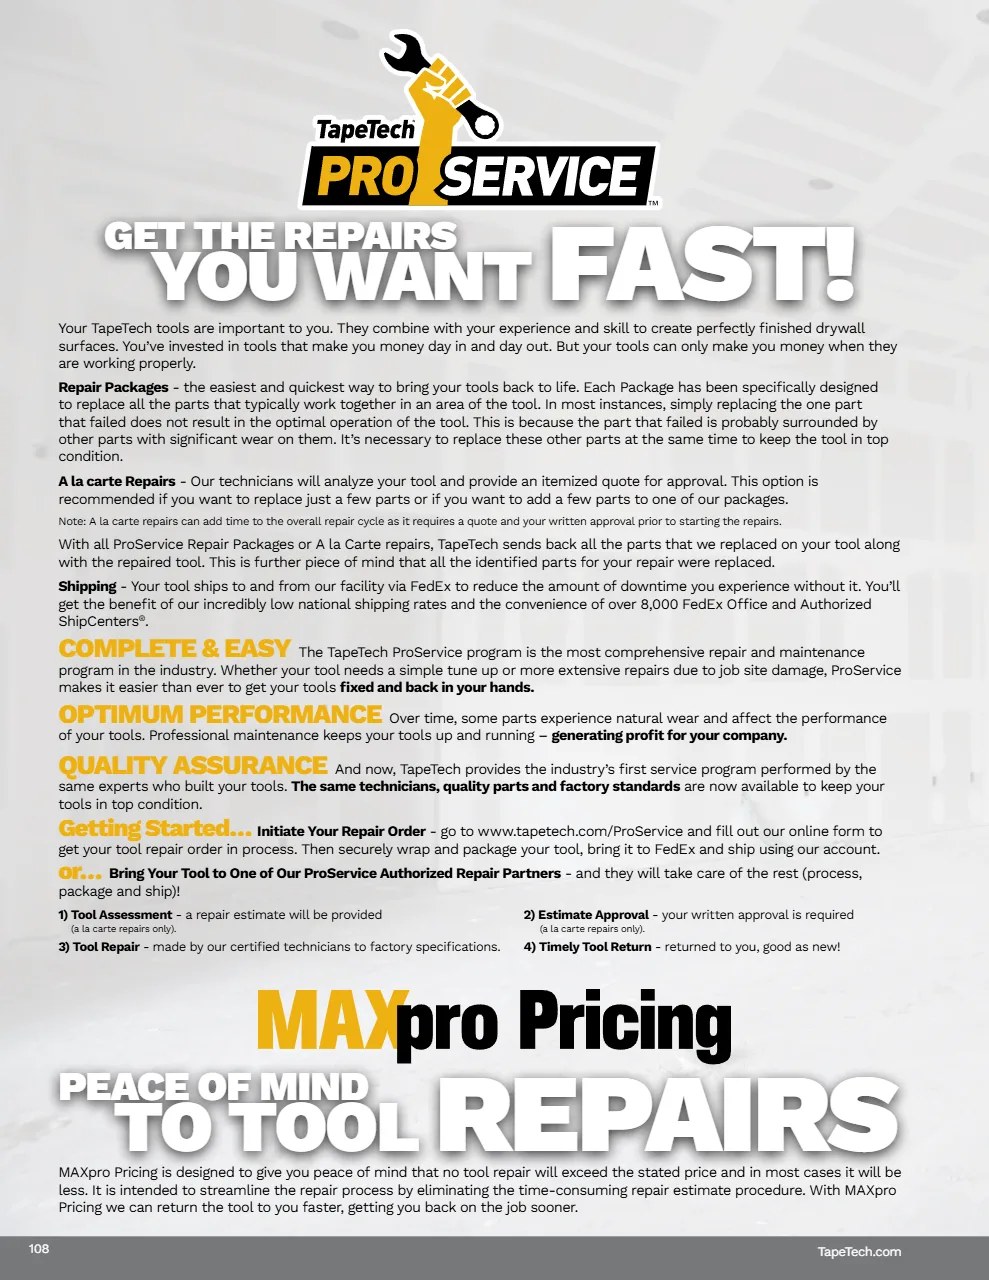 TapeTech
PRO SERVICE™
GET THE REPAIRS
YOU WANT FAST!
Your TapeTech tools are important to you. They combine with your experience and skill to create perfectly finished drywall
surfaces. You’ve invested in tools that make you money day in and day out. But your tools can only make you money when they
are working properly.
Repair Packages - the easiest and quickest way to bring your tools back to life. Each Package has been specifically designed
to replace all the parts that typically work together in an area of the tool. In most instances, simply replacing the one part
that failed does not result in the optimal operation of the tool. This is because the part that failed is probably surrounded by
other parts with significant wear on them. It’s necessary to replace these other parts at the same time to keep the tool in top
condition.
A la carte Repairs - Our technicians will analyze your tool and provide an itemized quote for approval. This option is
recommended if you want to replace just a few parts or if you want to add a few parts to one of our packages.
Note: A la carte repairs can add time to the overall repair cycle as it requires a quote and your written approval prior to starting the repairs.
With all ProService Repair Packages or A la Carte repairs, TapeTech sends back all the parts that we replaced on your tool along
with the repaired tool. This is further piece of mind that all the identified parts for your repair were replaced.
Shipping - Your tool ships to and from our facility via FedEx to reduce the amount of downtime you experience without it. You’ll
get the benefit of our incredibly low national shipping rates and the convenience of over 8,000 FedEx Office and Authorized
ShipCenters®.
COMPLETE & EASY The TapeTech ProService program is the most comprehensive repair and maintenance
program in the industry. Whether your tool needs a simple tune up or more extensive repairs due to job site damage, ProService
makes it easier than ever to get your tools fixed and back in your hands.
OPTIMUM PERFORMANCE Over time, some parts experience natural wear and affect the performance
of your tools. Professional maintenance keeps your tools up and running – generating profit for your company.
QUALITY ASSURANCE And now, TapeTech provides the industry’s first service program performed by the
same experts who built your tools. The same technicians, quality parts and factory standards are now available to keep your
tools in top condition.
Getting Started... Initiate Your Repair Order - go to www.tapetech.com/ProService and fill out our online form to
get your tool repair order in process. Then securely wrap and package your tool, bring it to FedEx and ship using our account.
or... Bring Your Tool to One of Our ProService Authorized Repair Partners - and they will take care of the rest (process,
package and ship)!
1) Tool Assessment - a repair estimate will be provided
(a la carte repairs only).
2) Estimate Approval - your written approval is required
(a la carte repairs only).
3) Tool Repair - made by our certified technicians to factory specifications.
4) Timely Tool Return - returned to you, good as new!
MAXpro Pricing
PEACE OF MIND
TO TOOL REPAIRS
MAXpro Pricing is designed to give you peace of mind that no tool repair will exceed the stated price and in most cases it will be
less. It is intended to streamline the repair process by eliminating the time-consuming repair estimate procedure. With MAXpro
Pricing we can return the tool to you faster, getting you back on the job sooner.
108
TapeTech.com